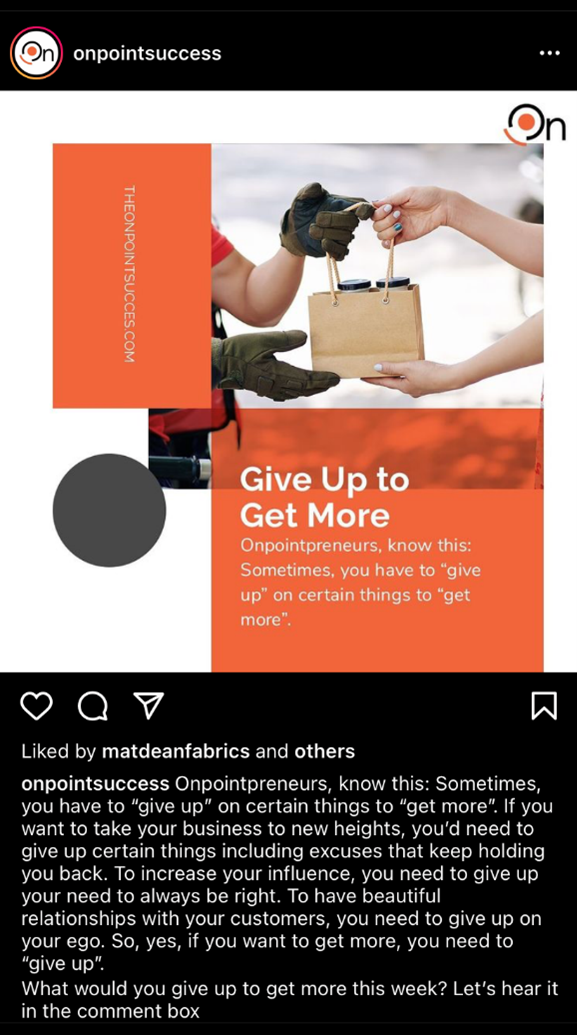 On
onpointsuccess
On
THEONPOINTSUCCES.COM
Give Up to
Get More
Onpointpreneurs, know this:
Sometimes, you have to “give
up” on certain things to “get
more”.
Liked by matdeanfabrics and others
onpointsuccess Onpointpreneurs, know this: Sometimes,
you have to “give up” on certain things to “get more”. If you
want to take your business to new heights, you’d need to
give up certain things including excuses that keep holding
you back. To increase your influence, you need to give up
your need to always be right. To have beautiful
relationships with your customers, you need to give up on
your ego. So, yes, if you want to get more, you need to
“give up”.
What would you give up to get more this week? Let’s hear it
in the comment box